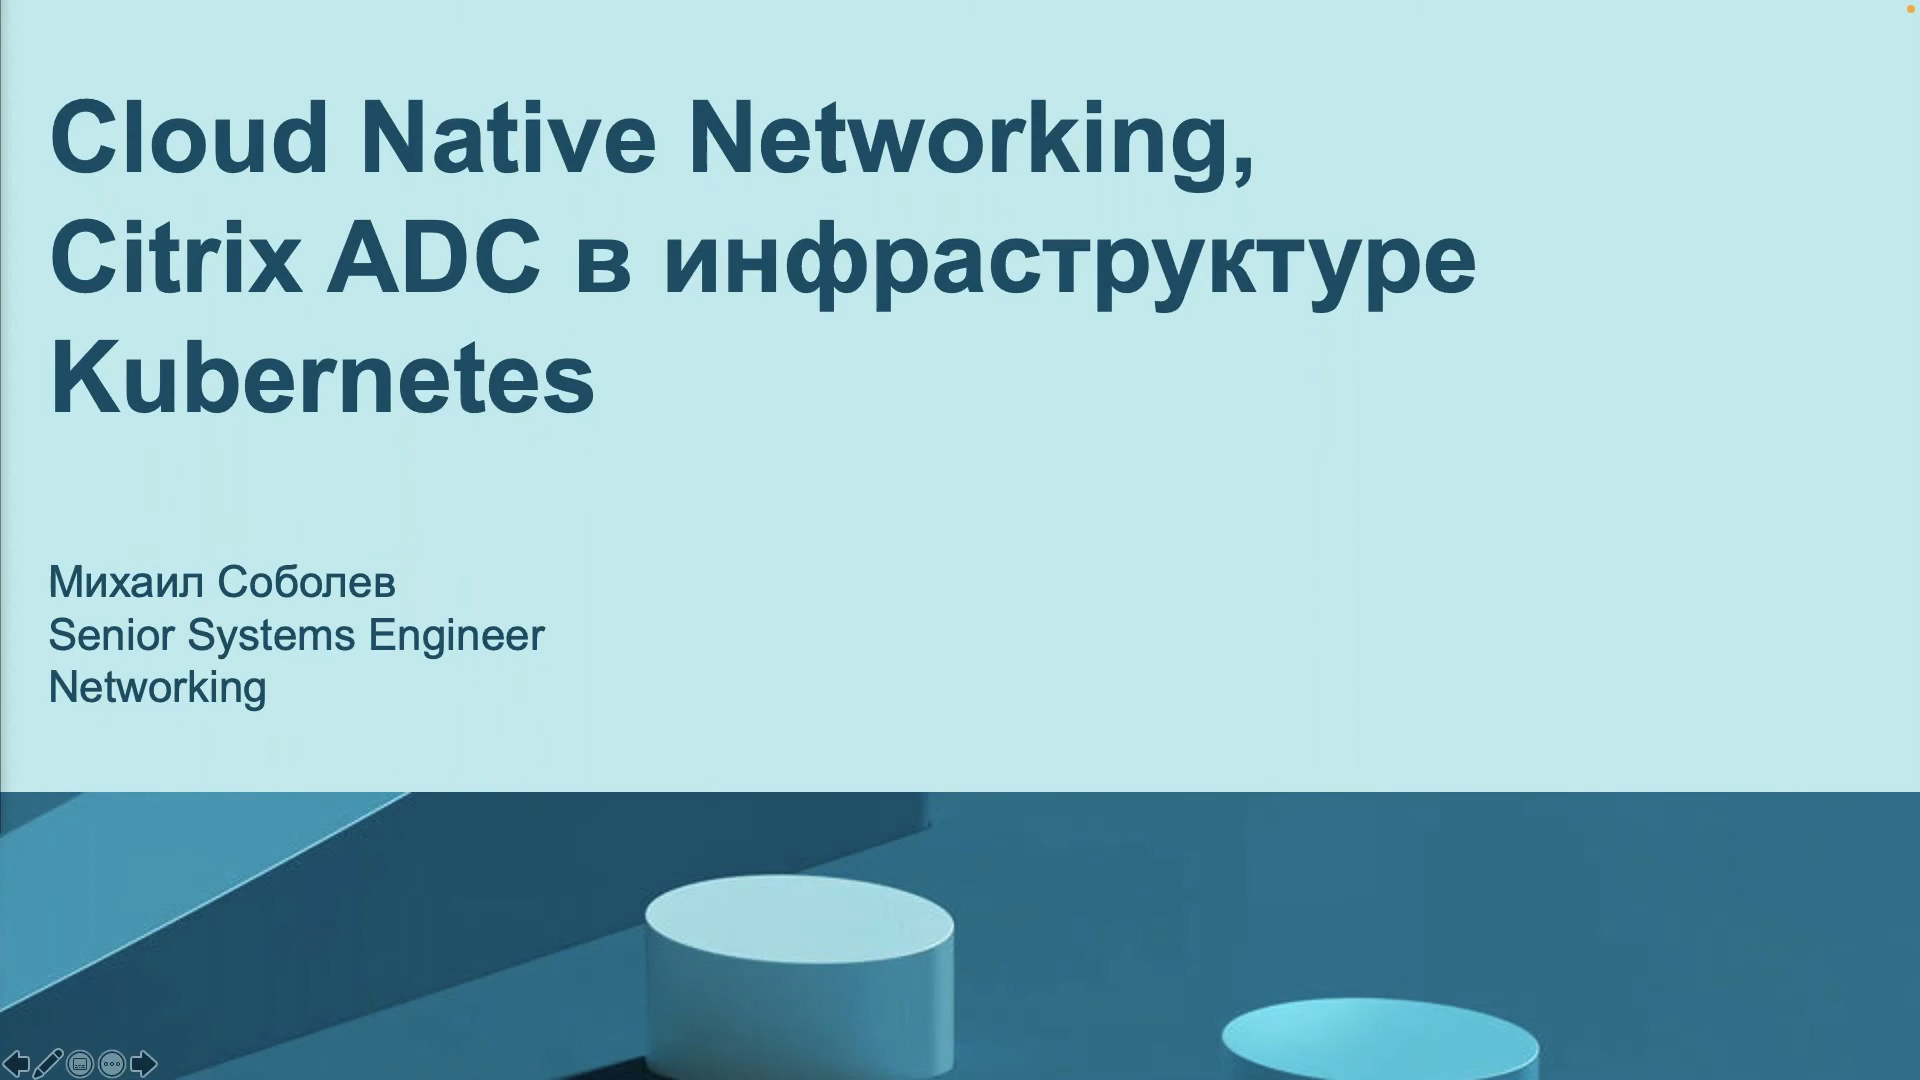 Cloud Native Networking,
Citrix ADC в инфраструктуре
Kubernetes
Михаил Соболев
Senior Systems Engineer
Networking